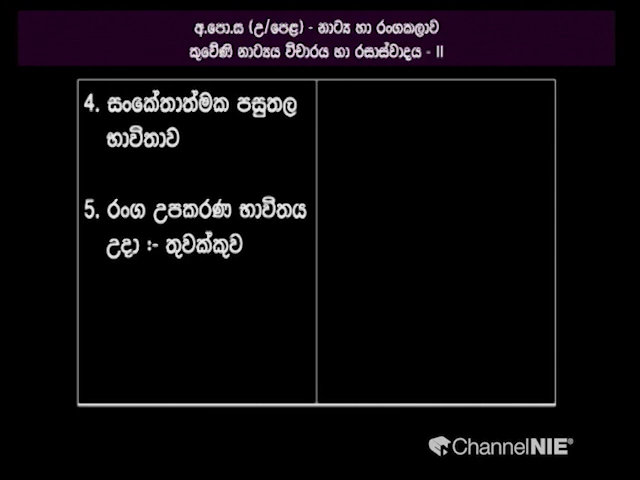 අ.පො.ස (උ/පෙළ) - නාට්‍ය හා රංගකලාව
කුවේණි නාට්‍යය විචාරය හා රසාස්වාදය - II
4. සංකේතාත්මක පසුතල
භාවිතාව
5. රංග උපකරණ භාවිතය
උදා :- තුවක්කුව
ChannelNIE®